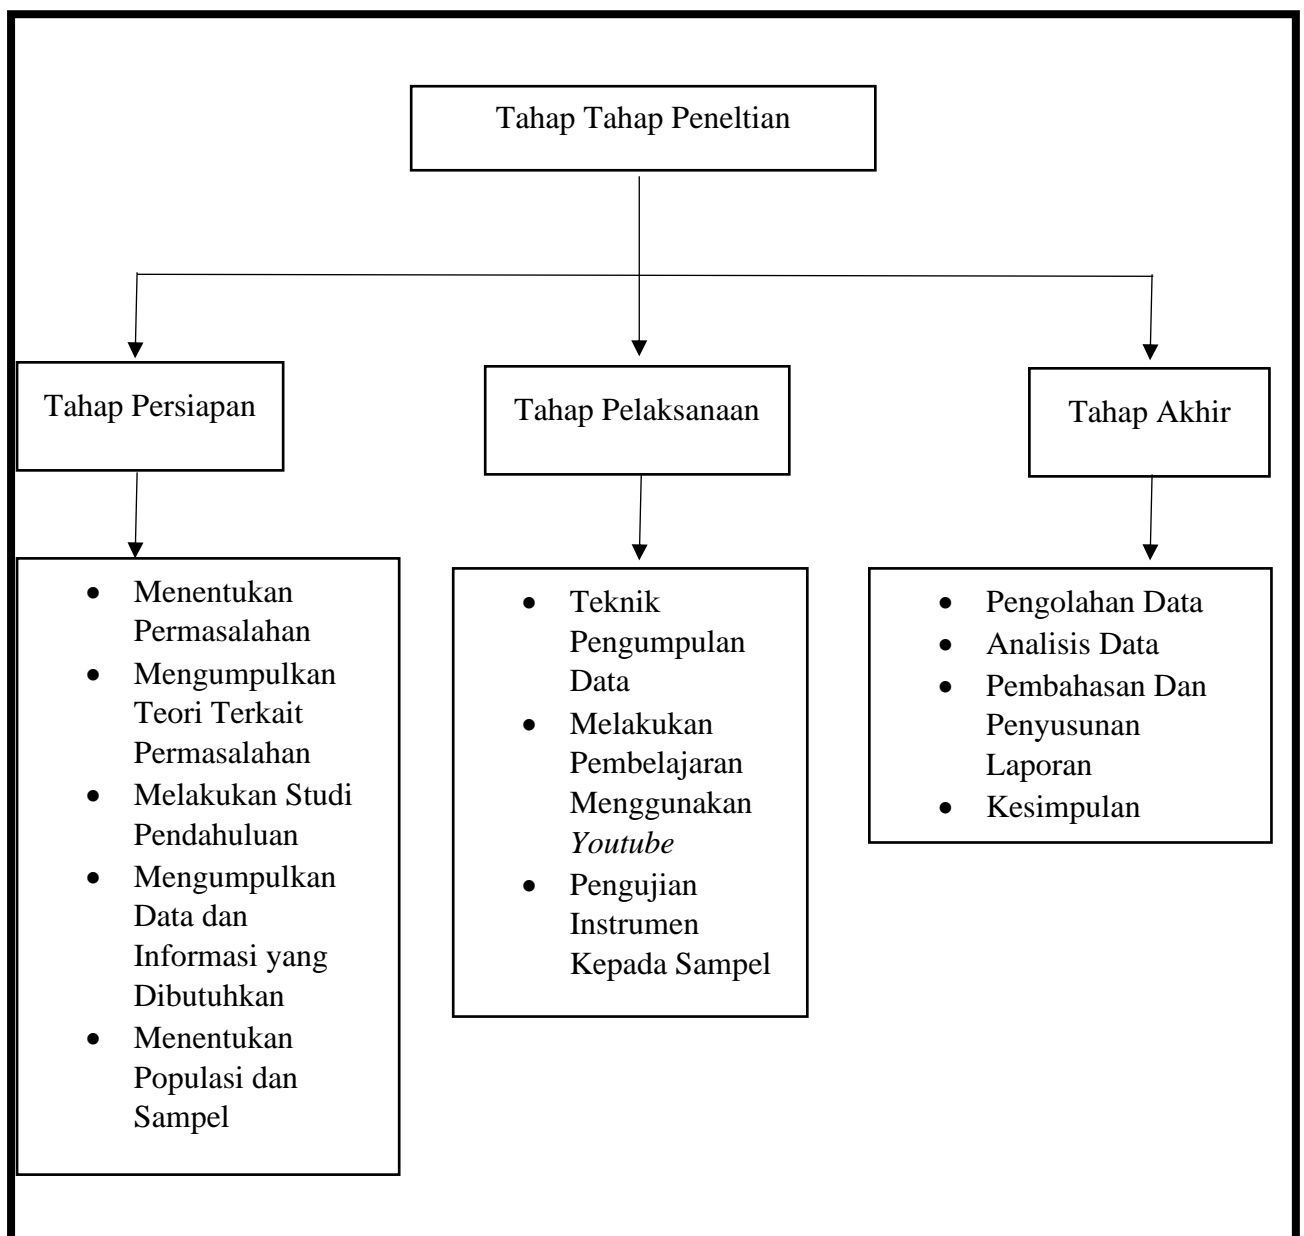 Tahap Tahap Peneltian
Tahap Persiapan
Tahap Pelaksanaan
Tahap Akhir
• Menentukan
Permasalahan
• Mengumpulkan
Teori Terkait
Permasalahan
• Melakukan Studi
Pendahuluan
• Mengumpulkan
Data dan
Informasi yang
Dibutuhkan
• Menentukan
Populasi dan
Sampel
• Teknik
Pengumpulan
Data
• Melakukan
Pembelajaran
Menggunakan
Youtube
• Pengujian
Instrumen
Kepada Sampel
• Pengolahan Data
• Analisis Data
• Pembahasan Dan
Penyusunan
Laporan
• Kesimpulan